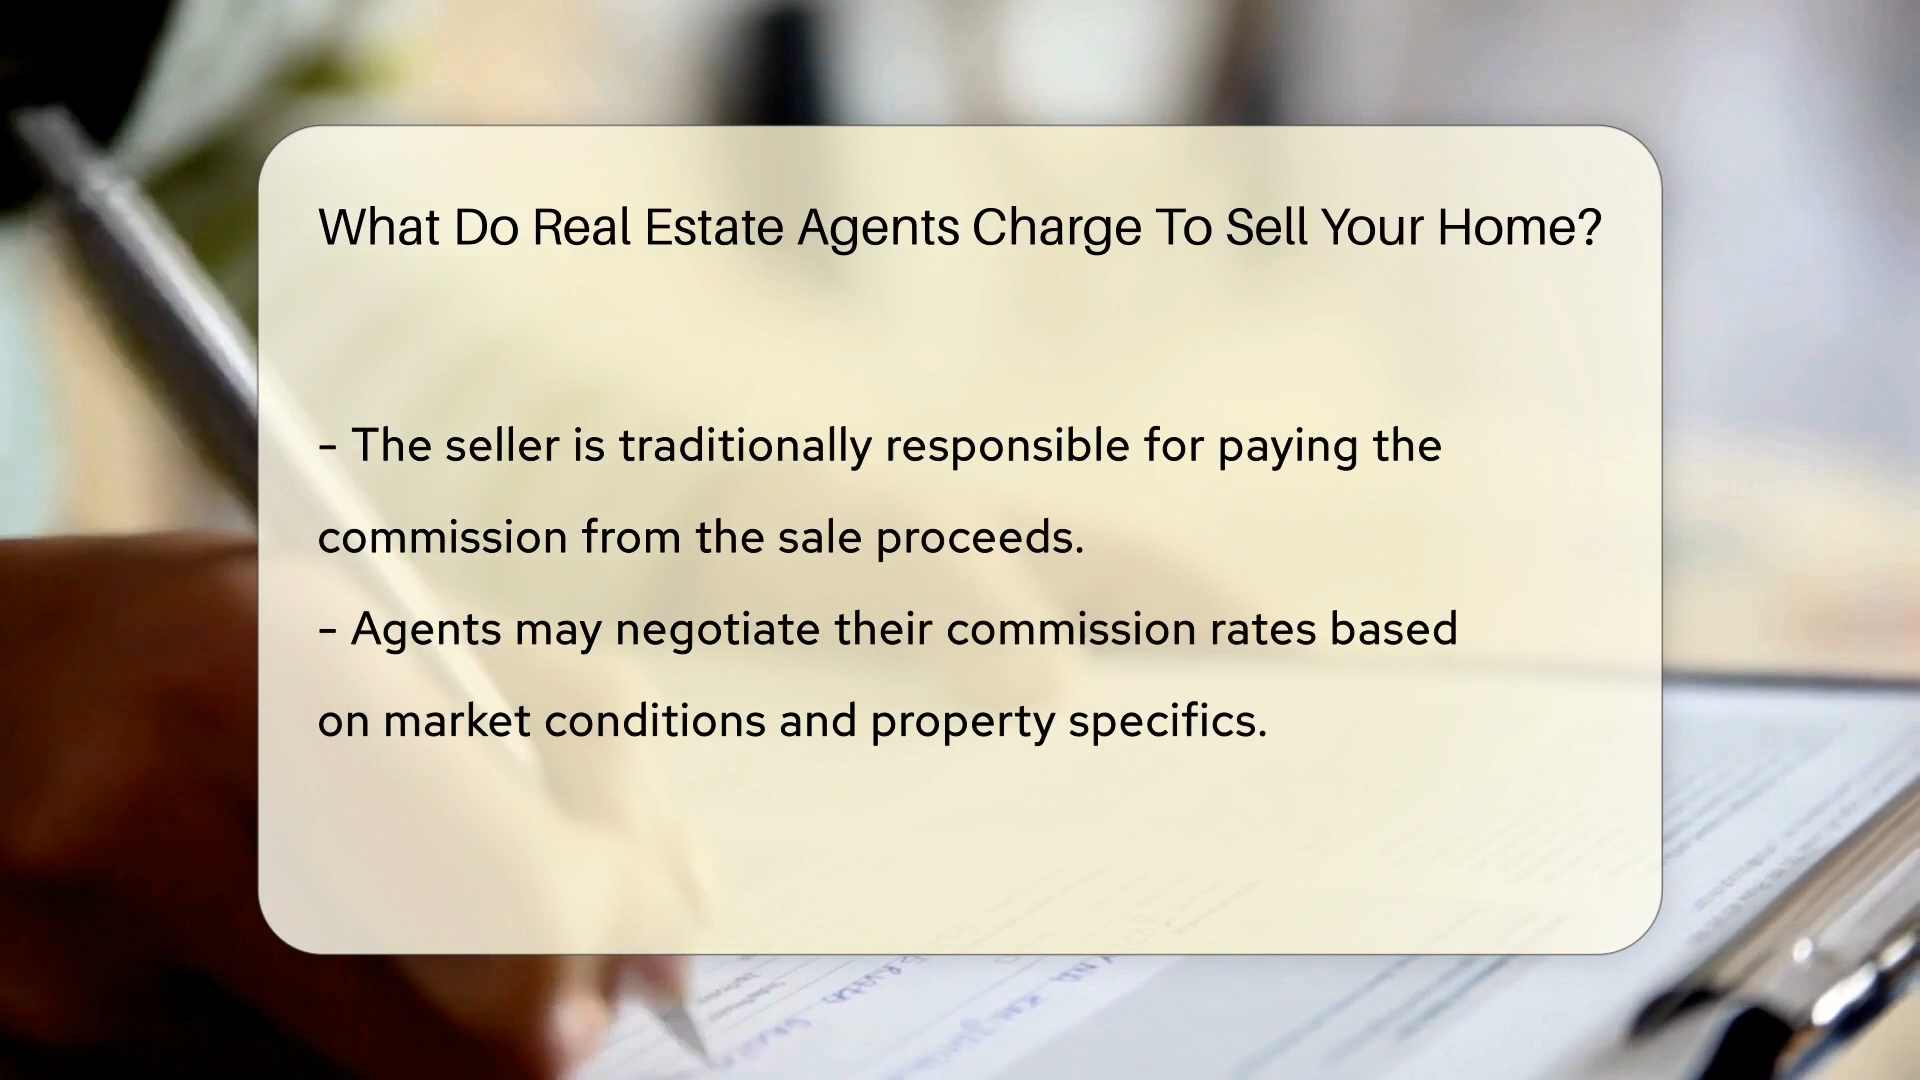 What Do Real Estate Agents Charge To Sell Your Home?
- The seller is traditionally responsible for paying the
commission from the sale proceeds.
- Agents may negotiate their commission rates based
on market conditions and property specifics.